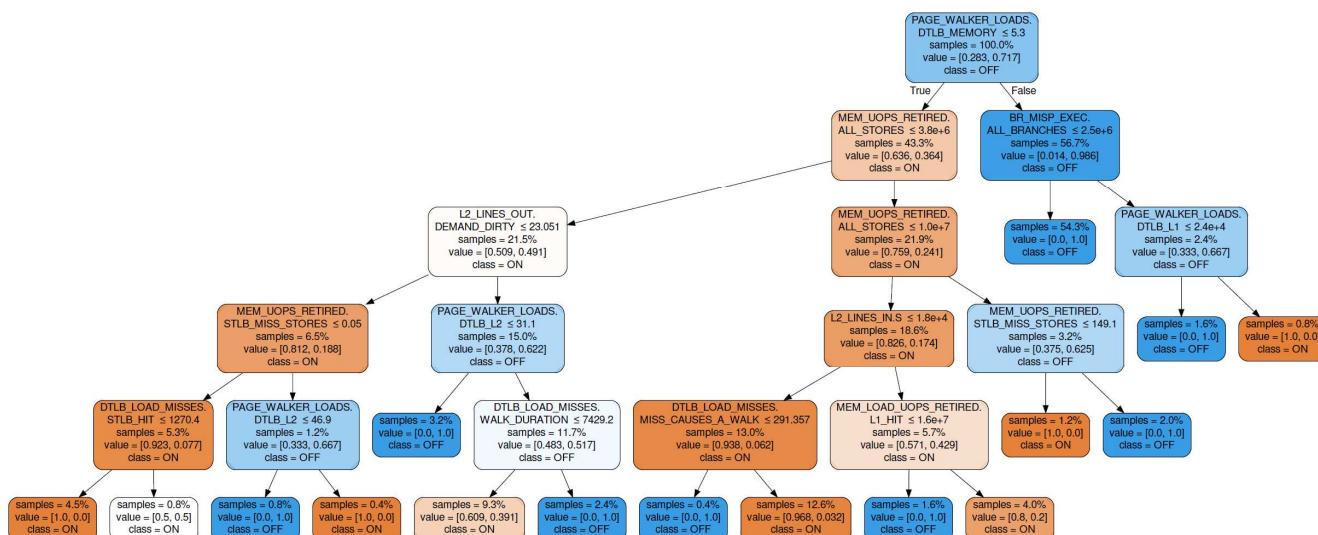 PAGE_WALKER_LOADS.
DTLB_MEMORY ≤ 5.3
samples = 100.0%
value = [0.283, 0.717]
class = OFF
True
False
MEM_UOPS_RETIRED.
ALL_STORES ≤ 3.8e+6
samples = 43.3%
value = [0.636, 0.364]
class = ON
BR_MISP_EXEC.
ALL_BRANCHES ≤ 2.5e+6
samples = 56.7%
value = [0.014, 0.986]
class = OFF
L2_LINES_OUT.
DEMAND_DIRTY ≤ 23.051
samples = 21.5%
value = [0.509, 0.491]
class = ON
MEM_UOPS_RETIRED.
ALL_STORES ≤ 1.0e+7
samples = 21.9%
value = [0.759, 0.241]
class = ON
samples = 54.3%
value = [0.0, 1.0]
class = OFF
PAGE_WALKER_LOADS.
DTLB_L1 ≤ 2.4e+4
samples = 2.4%
value = [0.333, 0.667]
class = OFF
MEM_UOPS_RETIRED.
STLB_MISS_STORES ≤ 0.05
samples = 6.5%
value = [0.812, 0.188]
class = ON
PAGE_WALKER_LOADS.
DTLB_L2 ≤ 31.1
samples = 15.0%
value = [0.378, 0.622]
class = OFF
L2_LINES_IN.S ≤ 1.8e+4
samples = 18.6%
value = [0.826, 0.174]
class = ON
MEM_UOPS_RETIRED.
STLB_MISS_STORES ≤ 149.1
samples = 3.2%
value = [0.375, 0.625]
class = OFF
samples = 1.6%
value = [0.0, 1.0]
class = OFF
samples = 0.8%
value = [1.0, 0.0]
class = ON
DTLB_LOAD_MISSES.
STLB_HIT ≤ 1270.4
samples = 5.3%
value = [0.923, 0.077]
class = ON
PAGE_WALKER_LOADS.
DTLB_L2 ≤ 46.9
samples = 1.2%
value = [0.333, 0.667]
class = OFF
samples = 3.2%
value = [0.0, 1.0]
class = OFF
DTLB_LOAD_MISSES.
WALK_DURATION ≤ 7429.2
samples = 11.7%
value = [0.483, 0.517]
class = OFF
DTLB_LOAD_MISSES.
MISS_CAUSES_A_WALK ≤ 291.357
samples = 13.0%
value = [0.938, 0.062]
class = ON
MEM_LOAD_UOPS_RETIRED.
L1_HIT ≤ 1.6e+7
samples = 5.7%
value = [0.571, 0.429]
class = ON
samples = 1.2%
value = [1.0, 0.0]
class = ON
samples = 2.0%
value = [0.0, 1.0]
class = OFF
samples = 4.5%
value = [1.0, 0.0]
class = ON
samples = 0.8%
value = [0.5, 0.5]
class = ON
samples = 0.8%
value = [0.0, 1.0]
class = OFF
samples = 0.4%
value = [1.0, 0.0]
class = ON
samples = 9.3%
value = [0.609, 0.391]
class = ON
samples = 2.4%
value = [0.0, 1.0]
class = OFF
samples = 0.4%
value = [0.0, 1.0]
class = OFF
samples = 12.6%
value = [0.968, 0.032]
class = ON
samples = 1.6%
value = [0.0, 1.0]
class = OFF
samples = 4.0%
value = [0.8, 0.2]
class = ON